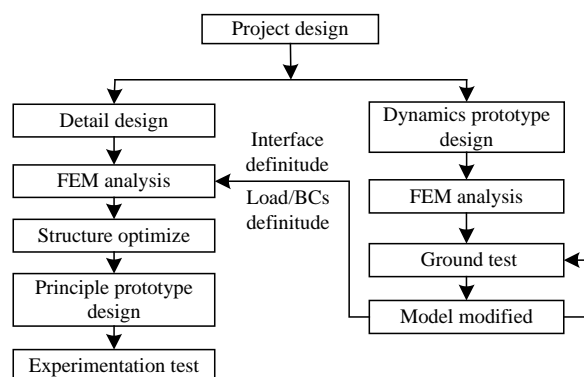 Project design
Detail design
FEM analysis
Structure optimize
Principle prototype
design
Experimentation test
Interface
definitude
Load/BCs
definitude
Dynamics prototype
design
FEM analysis
Ground test
Model modified